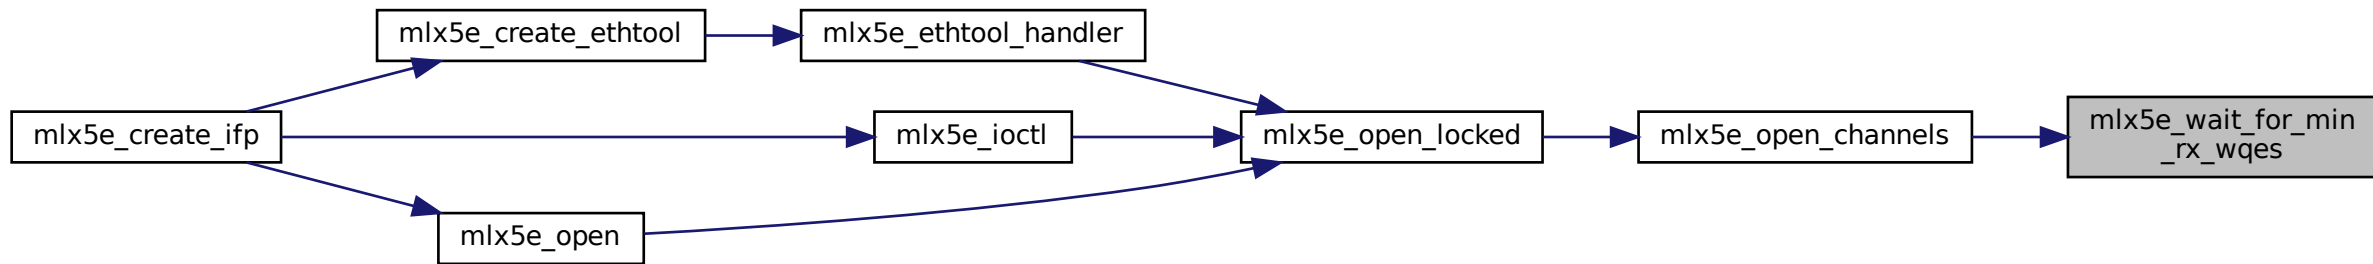 mlx5e_create_ethtool
mlx5e_ethtool_handler
mlx5e_create_ifp
mlx5e_ioctl
mlx5e_open_locked
mlx5e_open_channels
mlx5e_wait_for_min
_rx_wqes
mlx5e_open